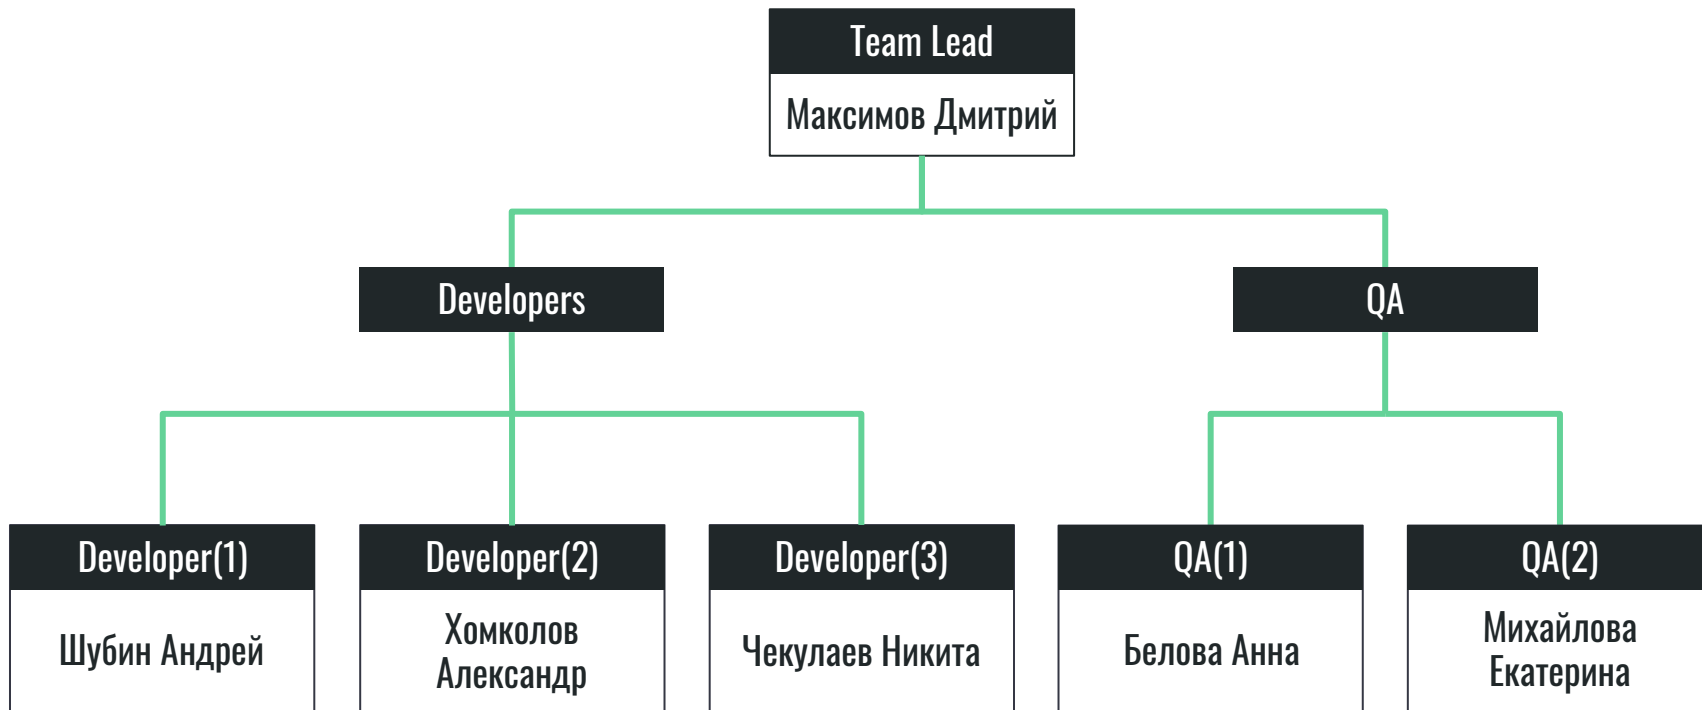 Team Lead
Максимов Дмитрий
Developers
QA
Developer(1)
Developer(2)
Developer(3)
QA(1)
QA(2)
Шубин Андрей
Хомколов
Александр
Чекулаев Никита
Белова Анна
Михайлова
Екатерина